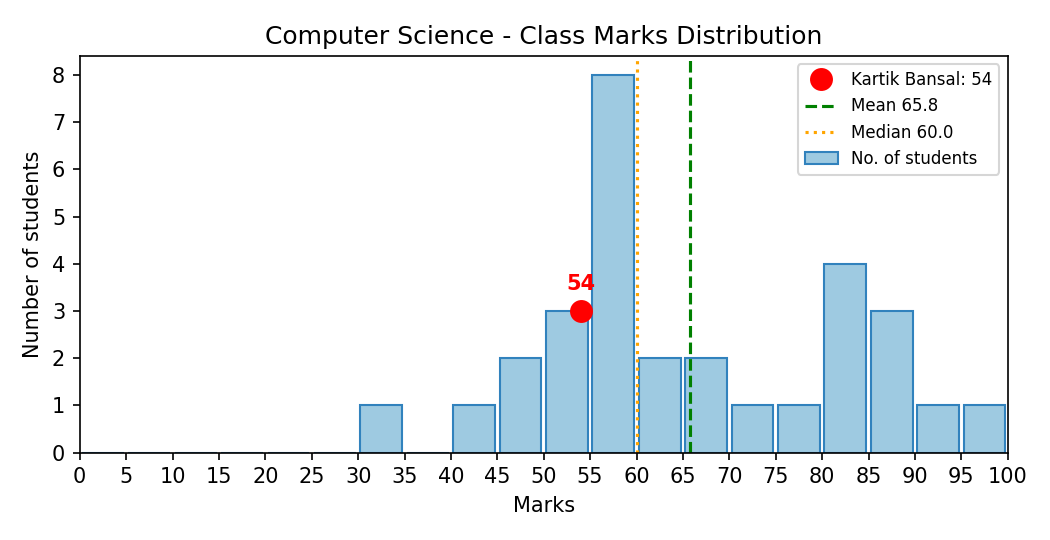 Computer Science - Class Marks Distribution
Kartik Bansal: 54
Mean 65.8
Median 60.0
No. of students
Number of students
8
7
6
5
4
3
2
1
0
54
0 5 10 15 20 25 30 35 40 45 50 55 60 65 70 75 80 85 90 95 100
Marks